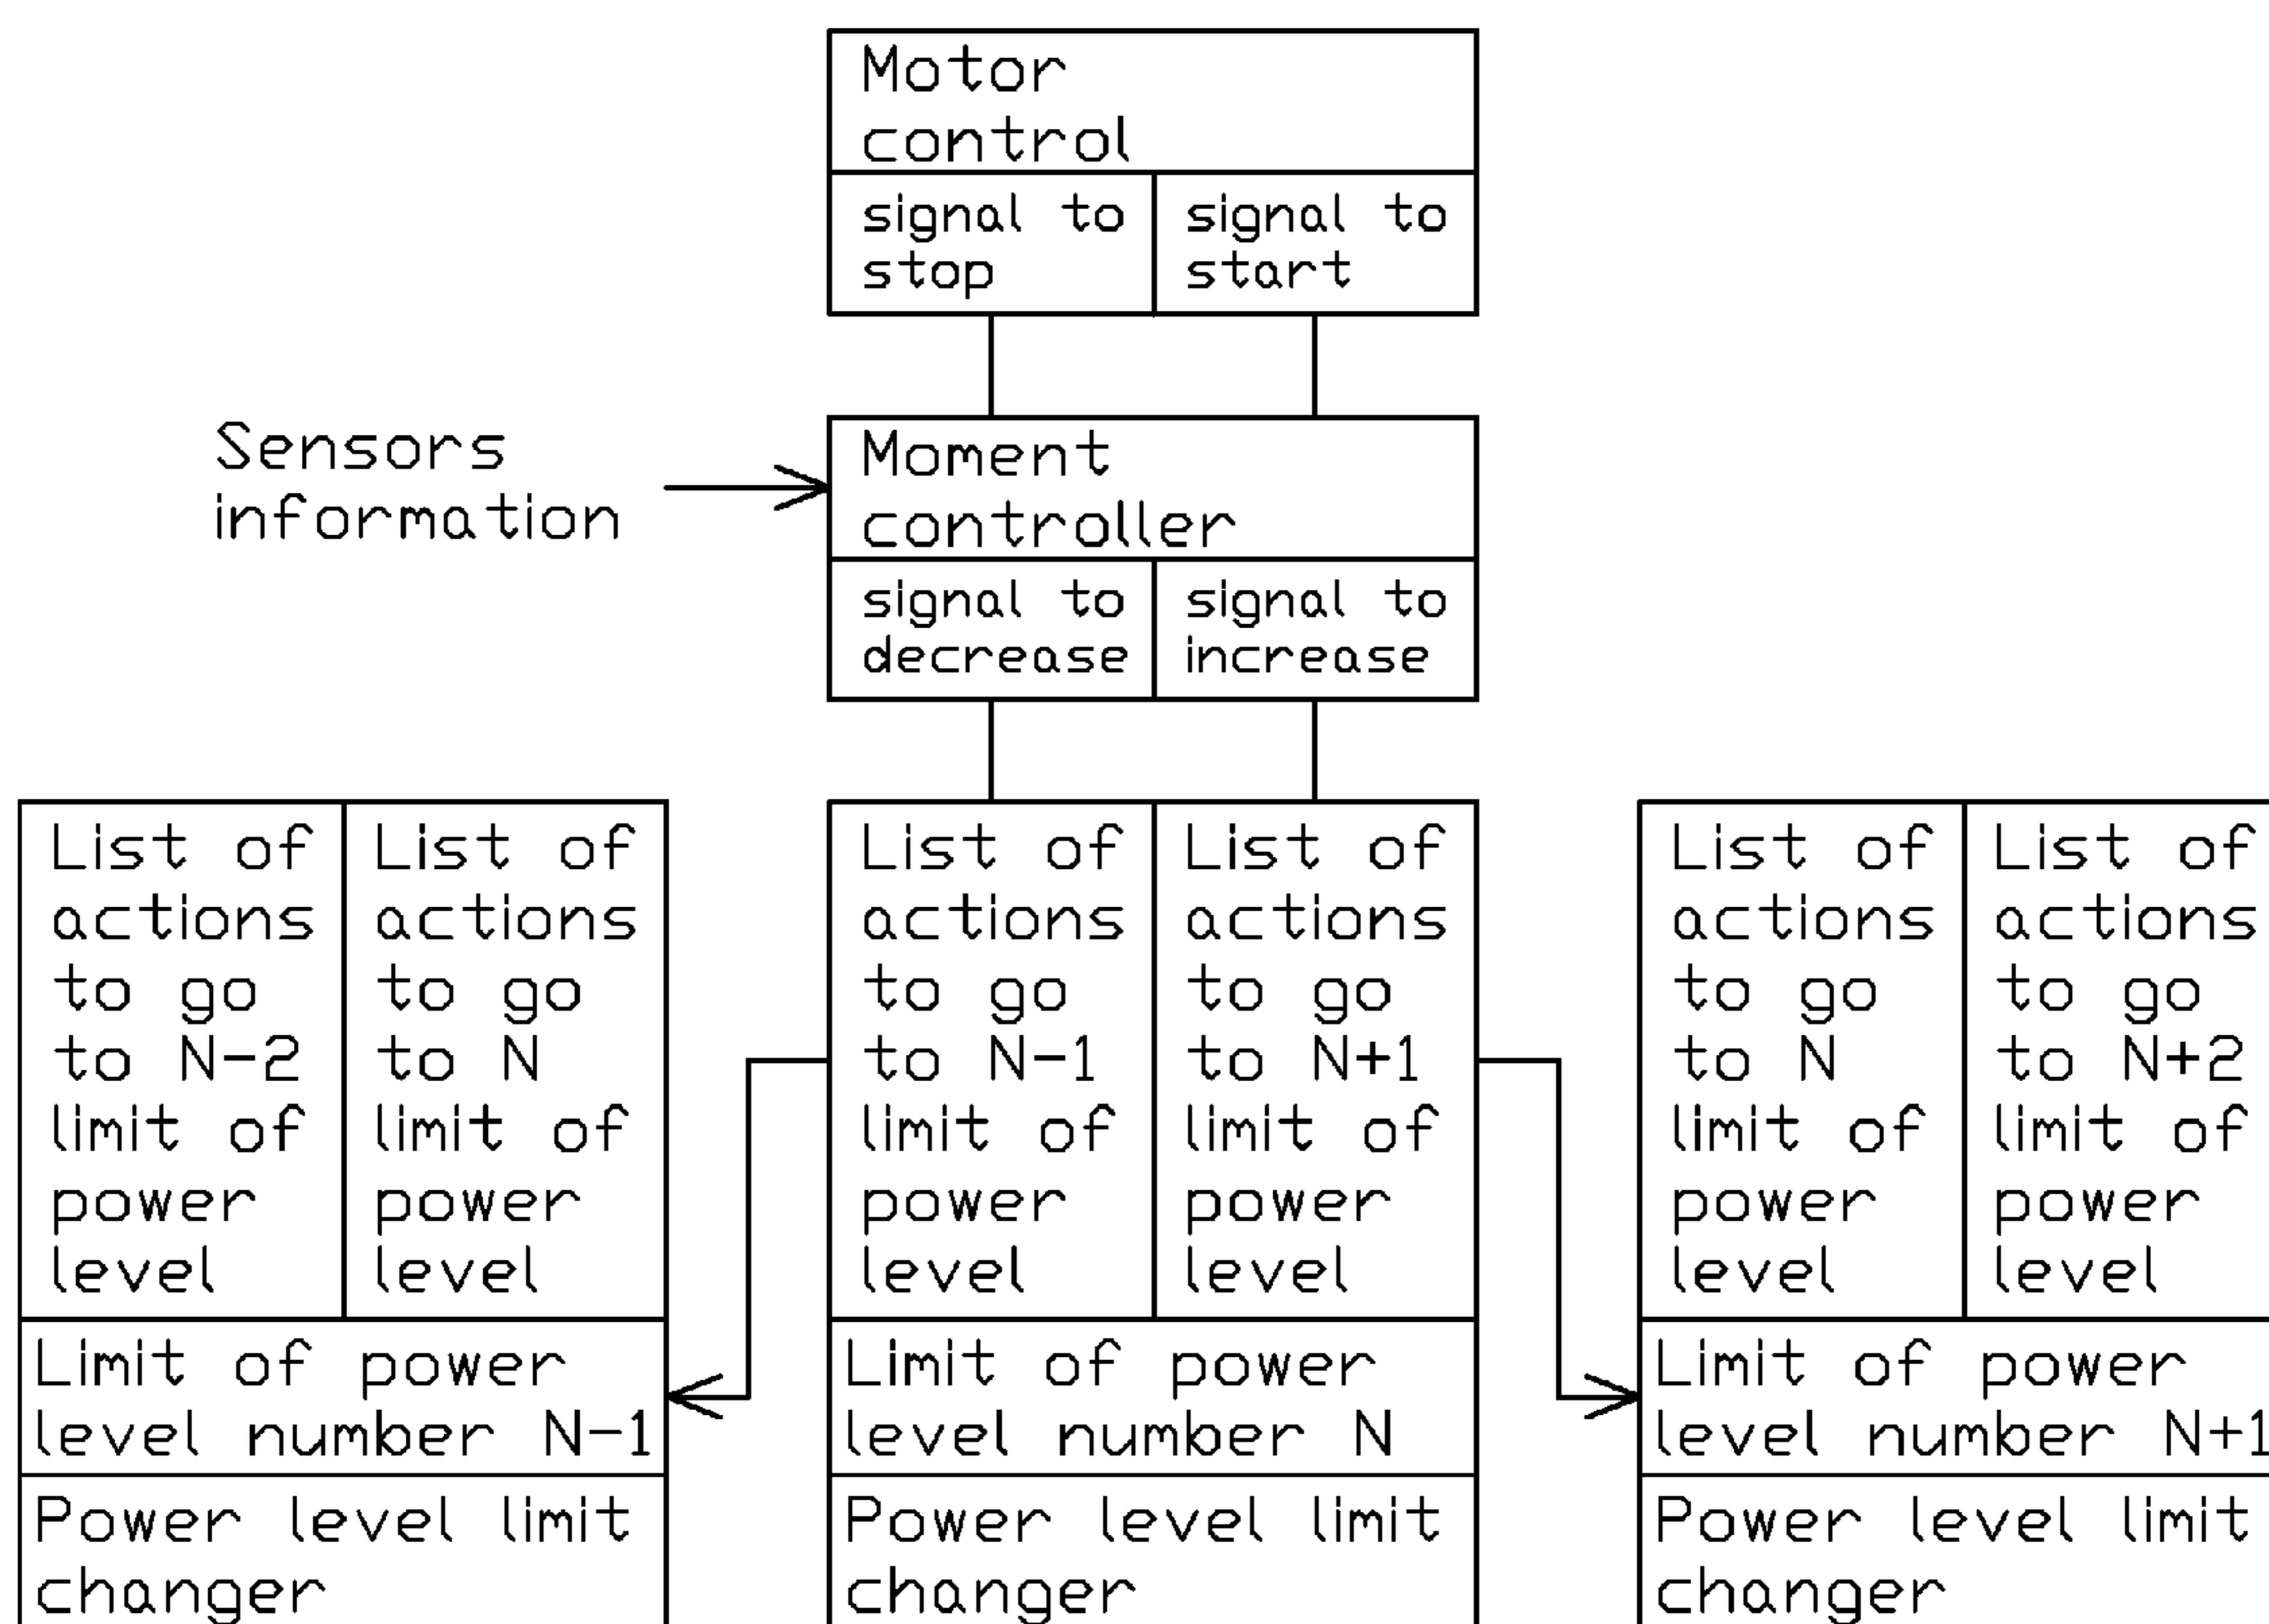 Motor
control
signal to
stop
signal to
start
Sensors
information
Moment
controller
signal to
decrease
signal to
increase
List of
actions
to go
to N-2
limit of
power
level
List of
actions
to go
to N
limit of
power
level
Limit of power
level number N-1
Power level limit
changer
List of
actions
to go
to N-1
limit of
power
level
List of
actions
to go
to N+1
limit of
power
level
Limit of power
level number N
Power level limit
changer
List of
actions
to go
to N
limit of
power
level
List of
actions
to go
to N+2
limit of
power
level
Limit of power
level number N+1
Power level limit
changer